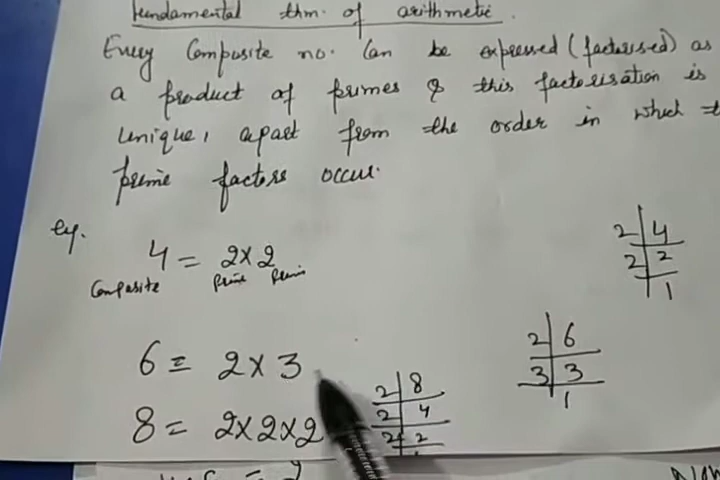 Fundamental thm. of arithmetic.
Every Composite no. Can be expressed (factorised) as
a product of primes & this factorisation is
unique, apart from the order in which
prime factors occur.
eg.
4 = 2×2
Composite prime prime
2 4
2 2
1
6 = 2 × 3
2 6
3 3
1
8 = 2×2×2
2 8
2 4
2 2